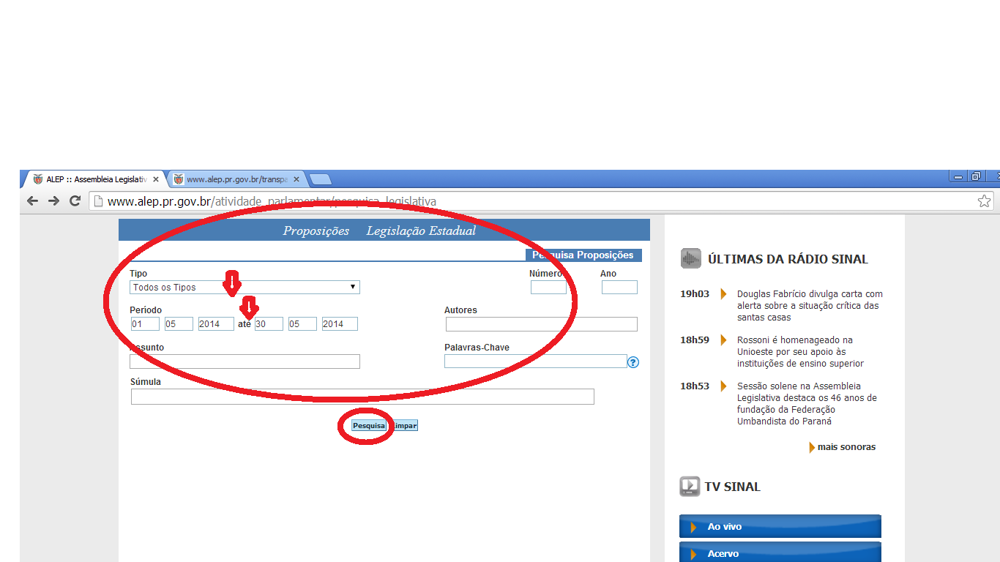 ALEP :: Assembleia Legislativ
www.alep.pr.gov.br/transpa
www.alep.pr.gov.br/atividade_parlamentar/pesquisa_legislativa
Proposições Legislação Estadual
Pesquisa Proposições
Tipo Número Ano
Todos os Tipos
Período Autores
01 05 2014 até 30 05 2014
Assunto Palavras-Chave
?
Súmula
Pesquisa Limpar
ÚLTIMAS DA RÁDIO SINAL
19h03 Douglas Fabrício divulga carta com
alerta sobre a situação crítica das
santas casas
18h59 Rossoni é homenageado na
Unioeste por seu apoio às
instituições de ensino superior
18h53 Sessão solene na Assembleia
Legislativa destaca os 46 anos de
fundação da Federação
Umbandista do Paraná
mais sonoras
TV SINAL
Ao vivo
Acervo